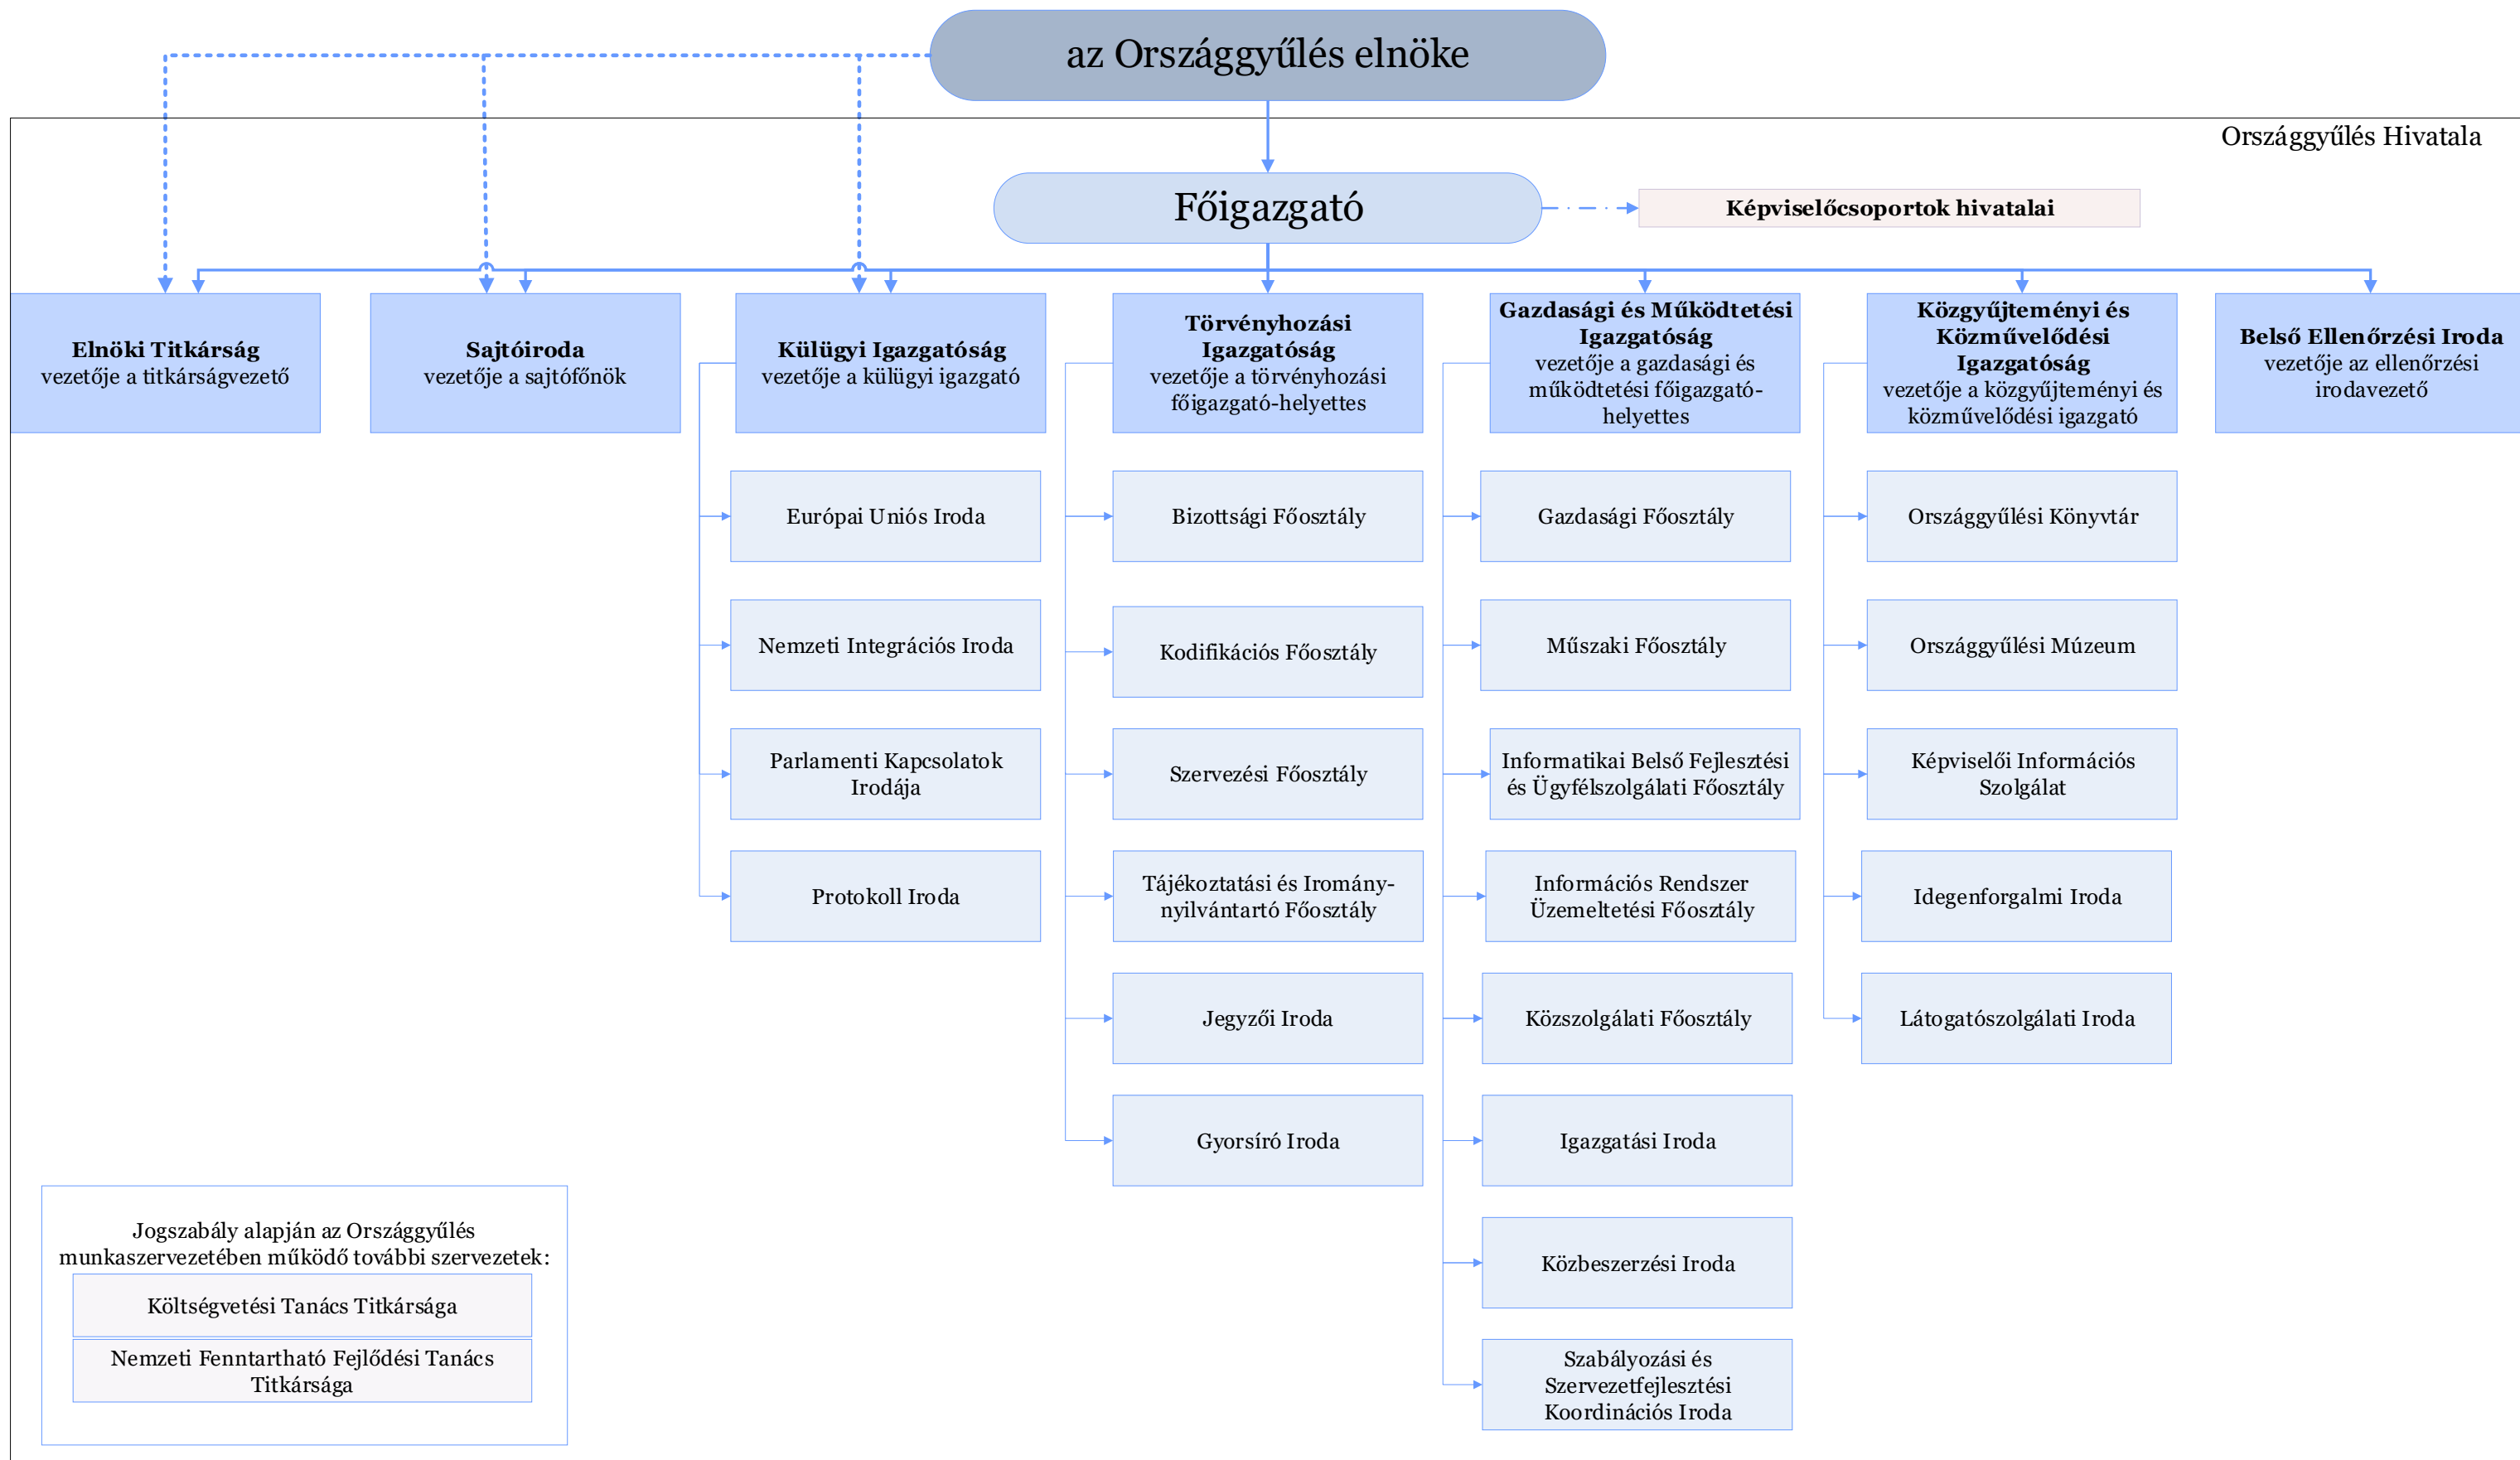 az Országgyűlés elnöke
Országgyűlés Hivatala
Főigazgató
Képviselőcsoportok hivatalai
Elnöki Titkárság
vezetője a titkárságvezető
Sajtóiroda
vezetője a sajtófőnök
Külügyi Igazgatóság
vezetője a külügyi igazgató
Törvényhozási
Igazgatóság
vezetője a törvényhozási
főigazgató-helyettes
Gazdasági és Működtetési
Igazgatóság
vezetője a gazdasági és
működtetési főigazgató-
helyettes
Közgyűjteményi és
Közművelődési
Igazgatóság
vezetője a közgyűjteményi és
közművelődési igazgató
Belső Ellenőrzési Iroda
vezetője az ellenőrzési
irodavezető
Európai Uniós Iroda
Nemzeti Integrációs Iroda
Parlamenti Kapcsolatok
Irodája
Protokoll Iroda
Bizottsági Főosztály
Kodifikációs Főosztály
Szervezési Főosztály
Tájékoztatási és Iromány-
nyilvántartó Főosztály
Jegyzői Iroda
Gyorsíró Iroda
Gazdasági Főosztály
Műszaki Főosztály
Informatikai Belső Fejlesztési
és Ügyfélszolgálati Főosztály
Információs Rendszer
Üzemeltetési Főosztály
Közszolgálati Főosztály
Igazgatási Iroda
Közbeszerzési Iroda
Szabályozási és
Szervezetfejlesztési
Koordinációs Iroda
Országgyűlési Könyvtár
Országgyűlési Múzeum
Képviselői Információs
Szolgálat
Idegenforgalmi Iroda
Látogatószolgálati Iroda
Jogszabály alapján az Országgyűlés
munkaszervezetében működő további szervezetek:
Költségvetési Tanács Titkársága
Nemzeti Fenntartható Fejlődési Tanács
Titkársága